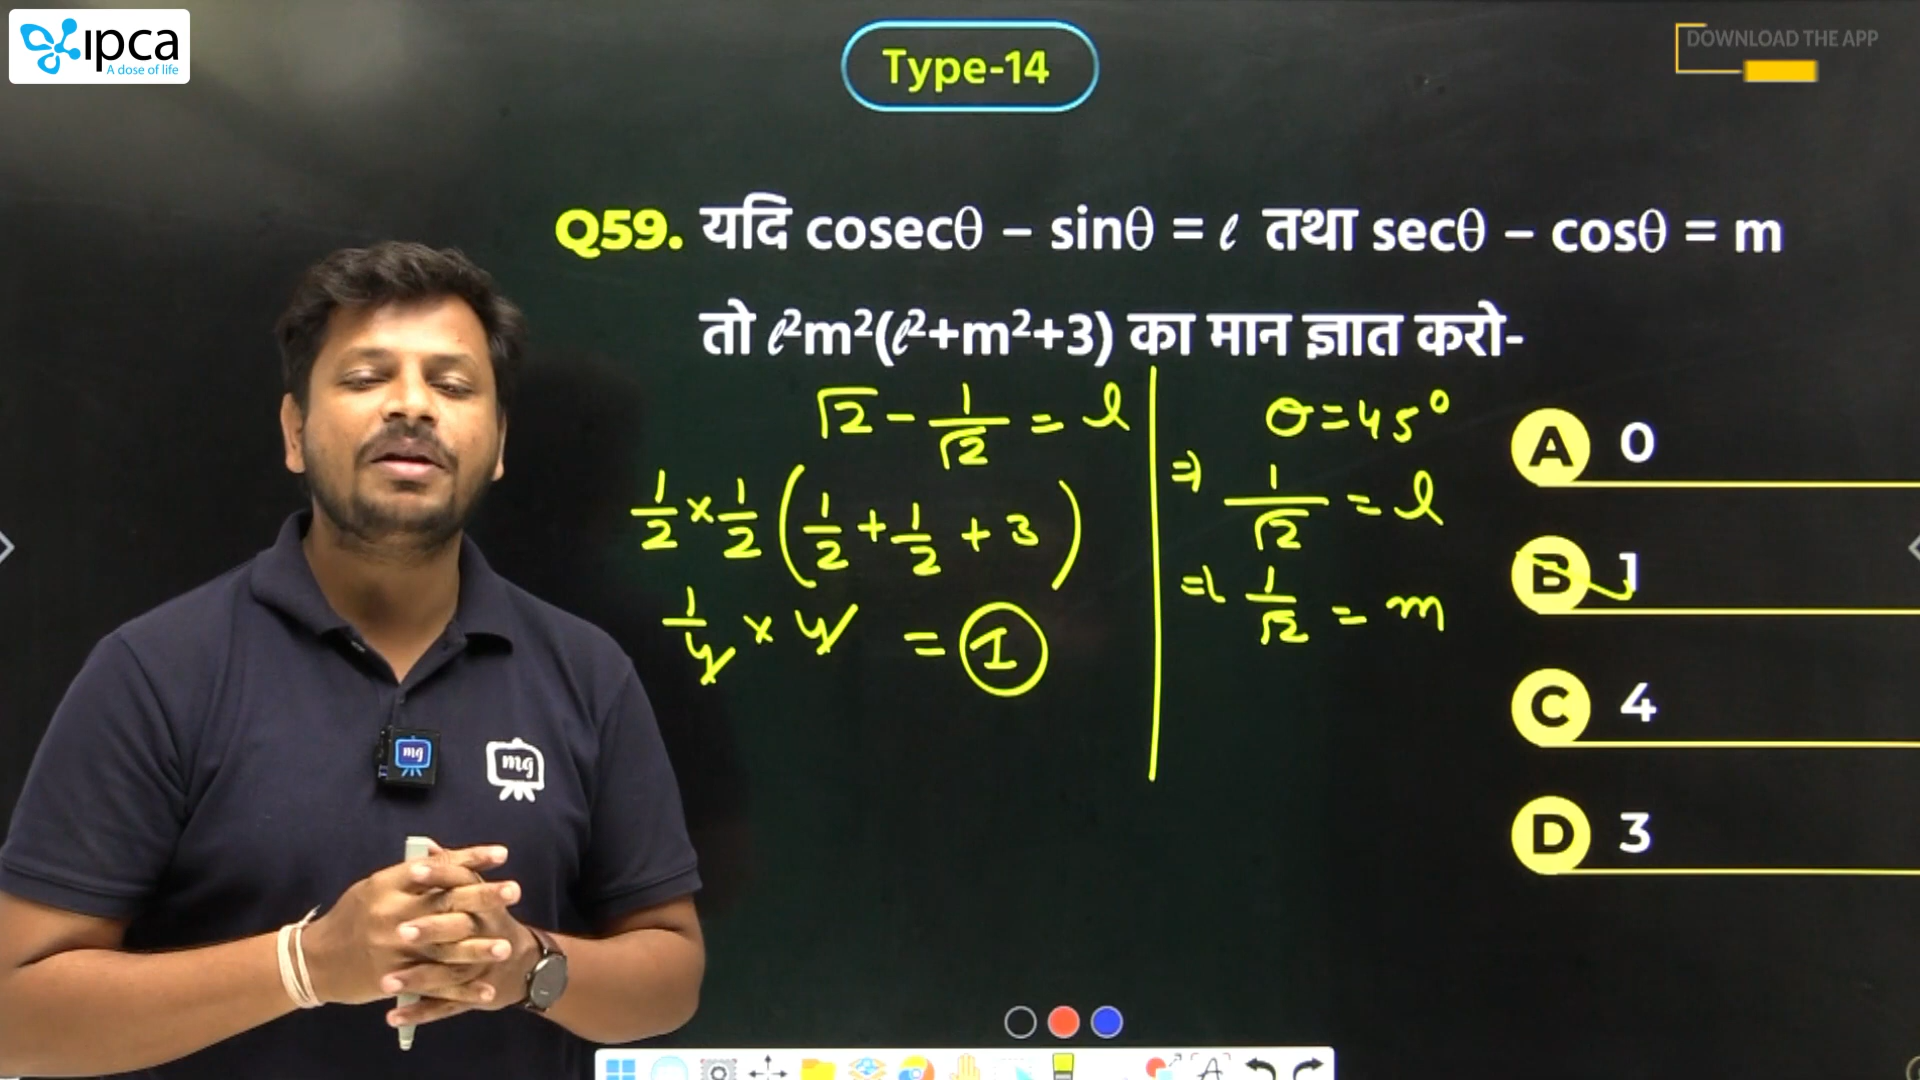 ipca
A dose of life
Type-14
DOWNLOAD THE APP
Q59. यदि cosecθ – sinθ = ℓ तथा secθ – cosθ = m
तो ℓ²m²(ℓ²+m²+3) का मान ज्ञात करो-
√2 - 1/√2 = l
1/2 × 1/2 (1/2 + 1/2 + 3)
1/4 × 4 = 1
θ = 45°
⇒ 1/√2 = l
⇒ 1/√2 = m
A 0
B 1
C 4
D 3
mg
mg